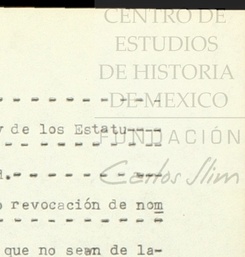 CENTRO DE
ESTUDIOS
DE HISTORIA
DE MEXICO
FUNDACIÓN
Carlos Slim
y de los Estatu--
d.
revocación de nom
que no sean de la-